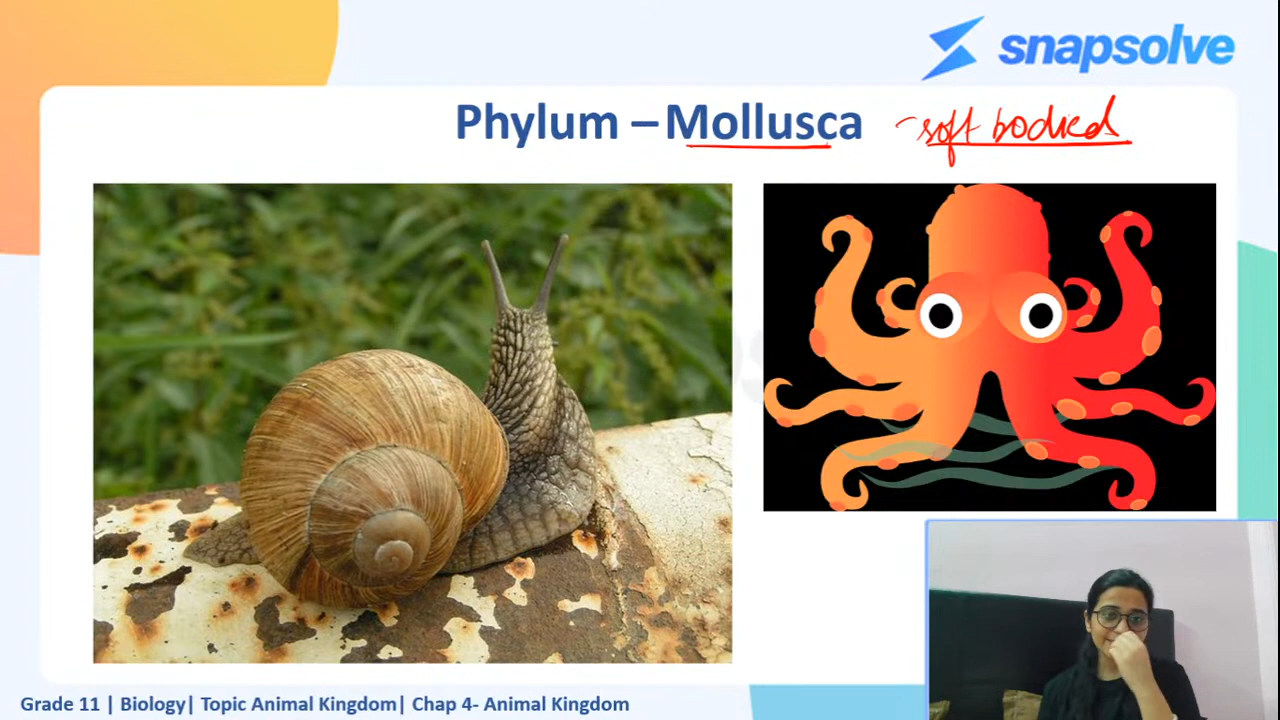 snapsolve
Phylum – Mollusca - soft bodied
Grade 11 | Biology| Topic Animal Kingdom| Chap 4- Animal Kingdom